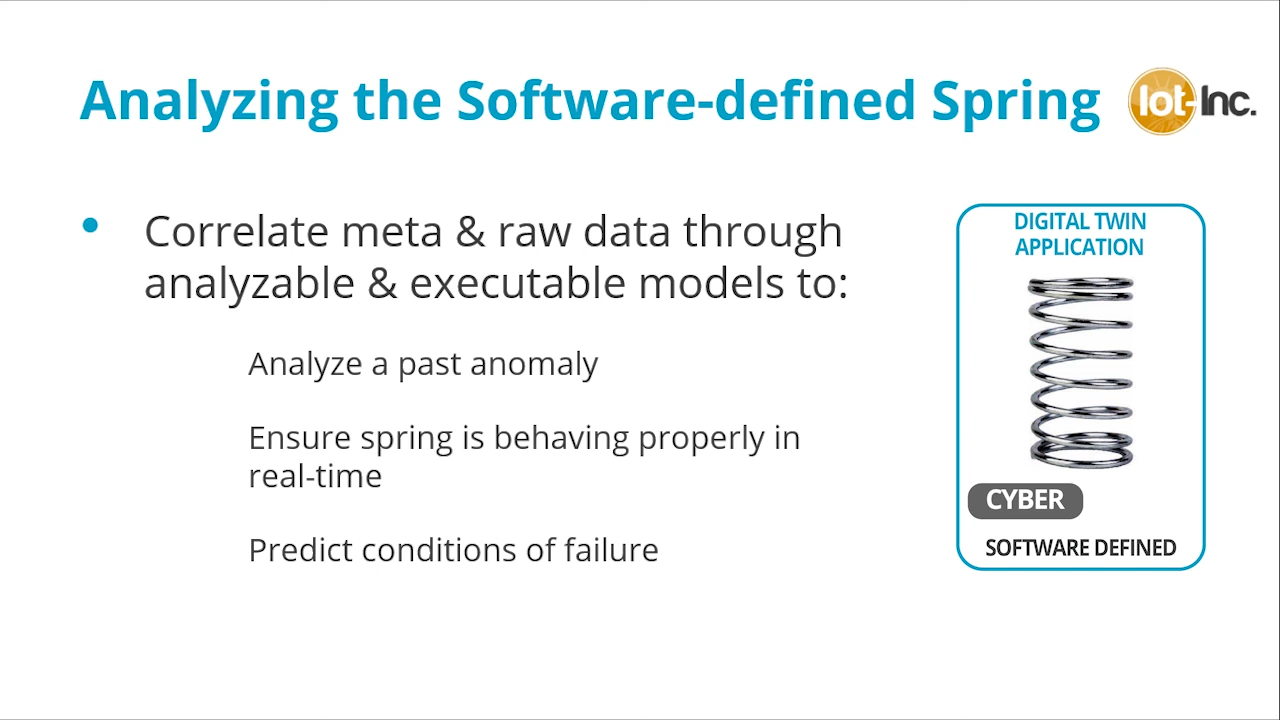 Analyzing the Software-defined Spring
Iot-Inc.
• Correlate meta & raw data through
analyzable & executable models to:
Analyze a past anomaly
Ensure spring is behaving properly in
real-time
Predict conditions of failure
DIGITAL TWIN
APPLICATION
CYBER
SOFTWARE DEFINED